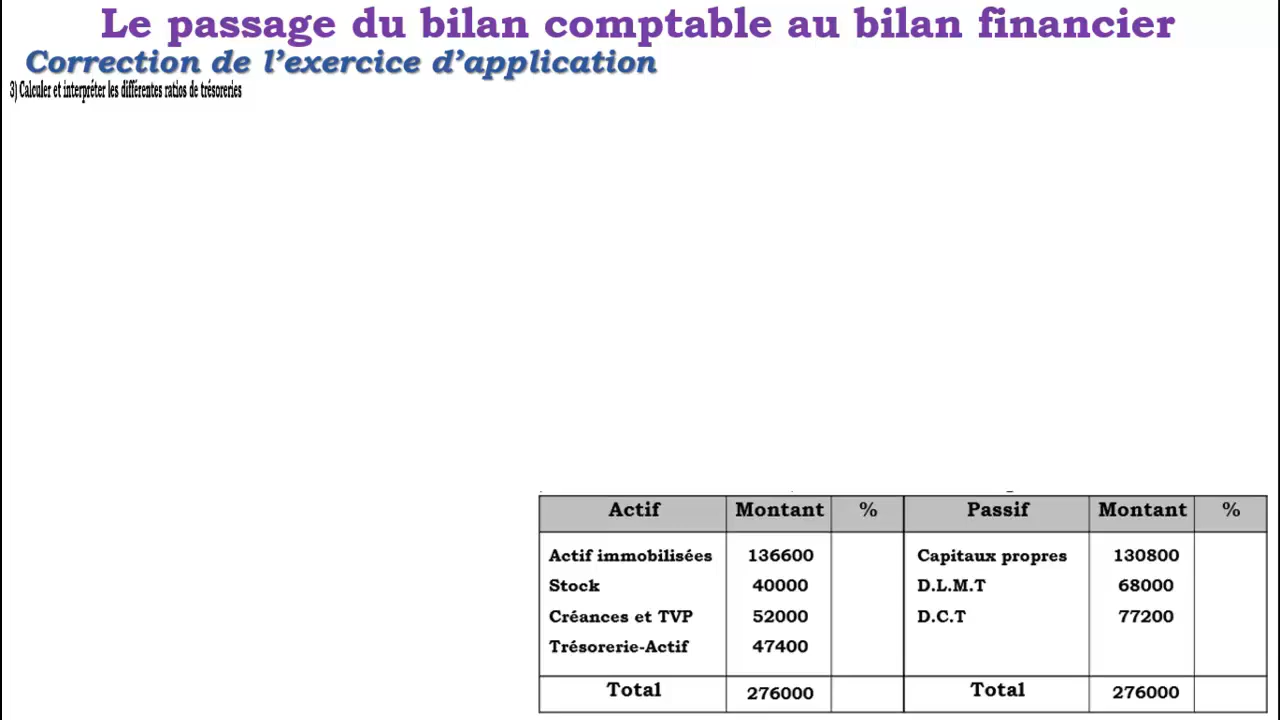 Le passage du bilan comptable au bilan financier
Correction de l'exercice d'application
3) Calculer et interpréter les différentes ratios de trésoreries
Actif Montant % Passif Montant %
Actif immobilisées 136600 Capitaux propres 130800
Stock 40000 D.L.M.T 68000
Créances et TVP 52000 D.C.T 77200
Trésorerie-Actif 47400
Total 276000 Total 276000